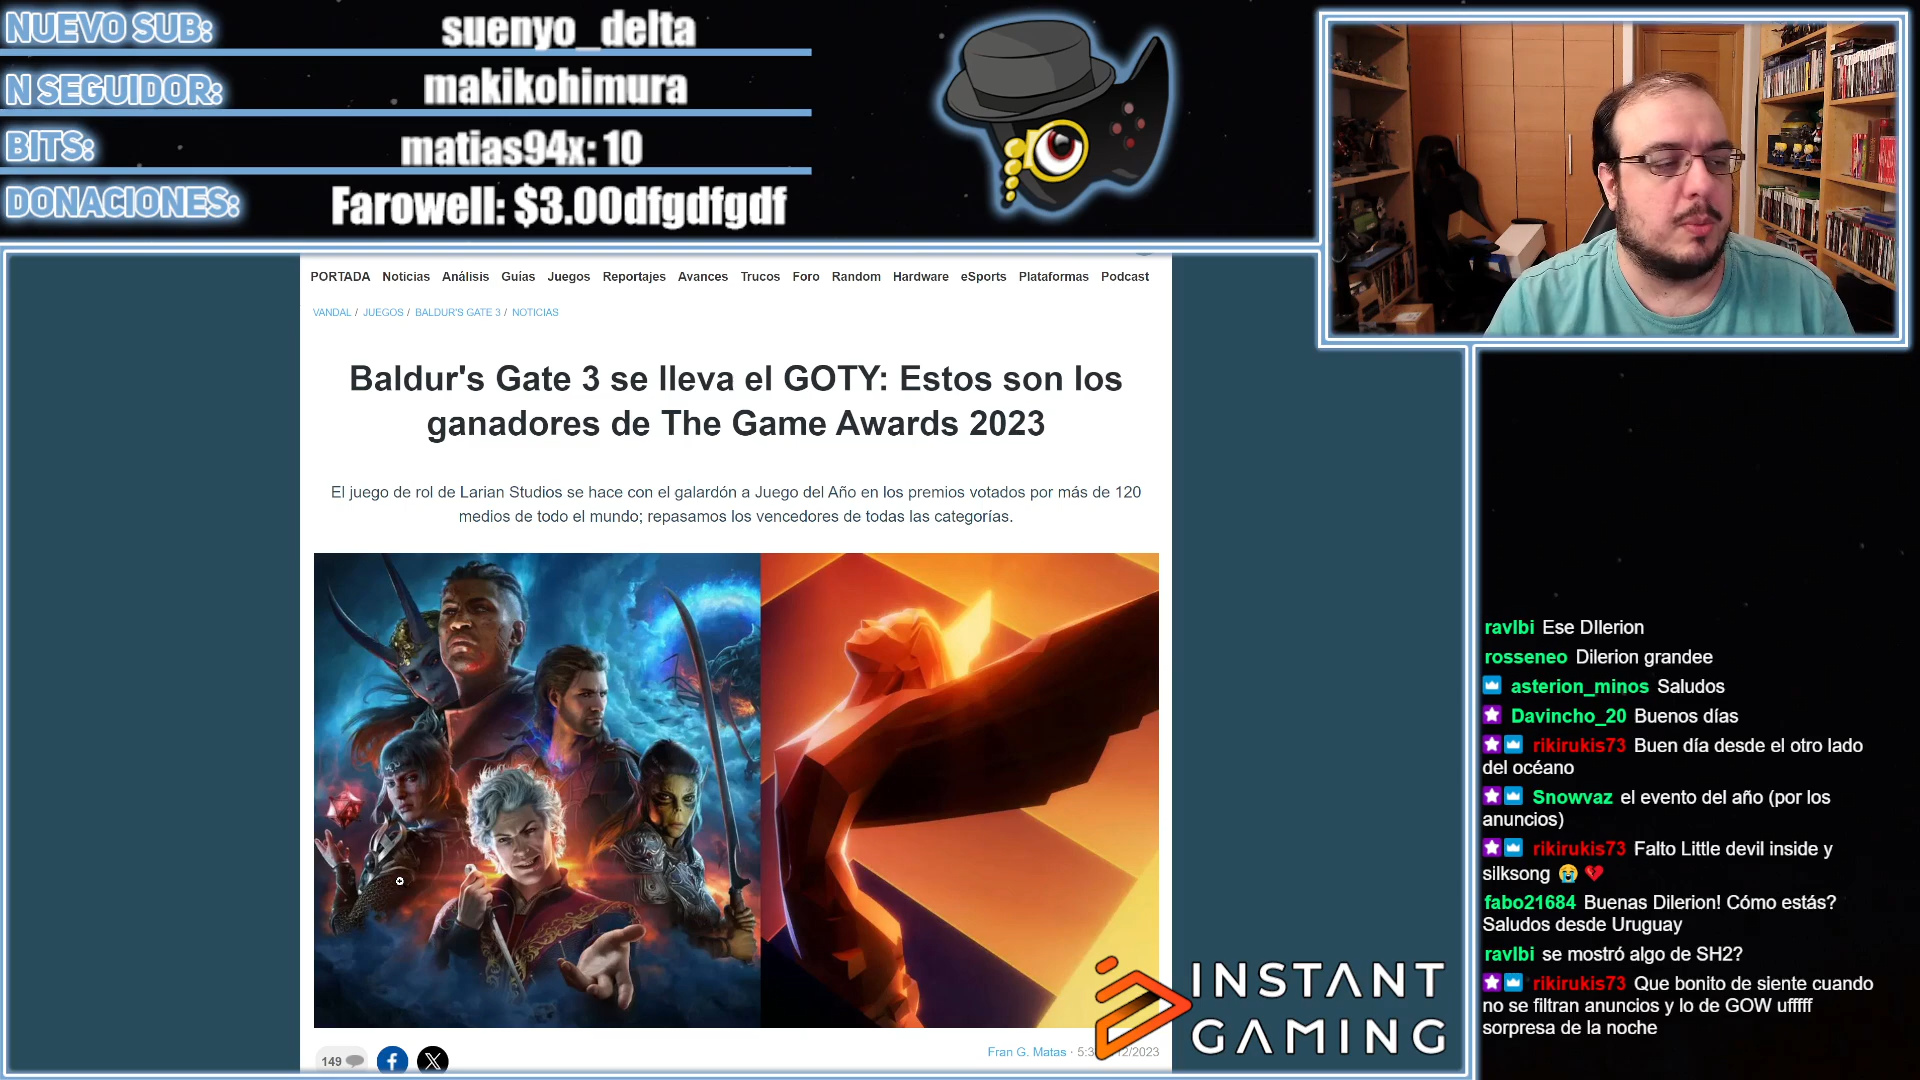 NUEVO SUB: suenyo_delta
N SEGUIDOR: makikohimura
BITS: matias94x: 10
DONACIONES: Farowell: $3.00dfgdfgdf
PORTADA Noticias Análisis Guías Juegos Reportajes Avances Trucos Foro Random Hardware eSports Plataformas Podcast
VANDAL / JUEGOS / BALDUR'S GATE 3 / NOTICIAS
Baldur's Gate 3 se lleva el GOTY: Estos son los
ganadores de The Game Awards 2023
El juego de rol de Larian Studios se hace con el galardón a Juego del Año en los premios votados por más de 120
medios de todo el mundo; repasamos los vencedores de todas las categorías.
149
Fran G. Matas ·
INSTANT
GAMING
ravlbi Ese DIlerion
rosseneo Dilerion grandee
asterion_minos Saludos
Davincho_20 Buenos días
rikirukis73 Buen día desde el otro lado
del océano
Snowvaz el evento del año (por los
anuncios)
rikirukis73 Falto Little devil inside y
silksong 😭 💔
fabo21684 Buenas Dilerion! Cómo estás?
Saludos desde Uruguay
ravlbi se mostró algo de SH2?
rikirukis73 Que bonito de siente cuando
no se filtran anuncios y lo de GOW ufffff
sorpresa de la noche